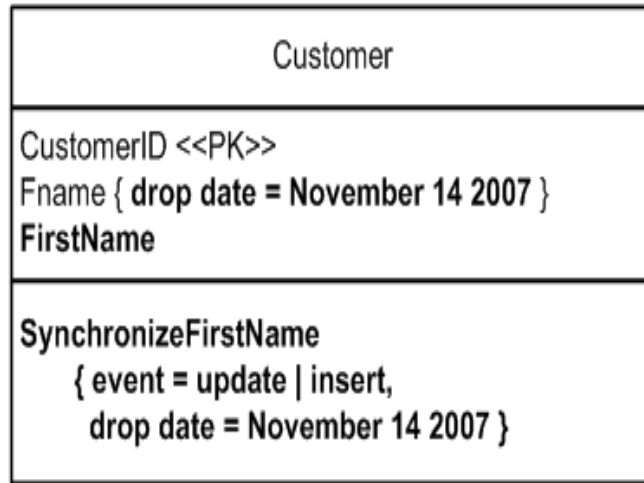 Customer
CustomerID <<PK>>
Fname { drop date = November 14 2007 }
FirstName
SynchronizeFirstName
{ event = update | insert,
drop date = November 14 2007 }